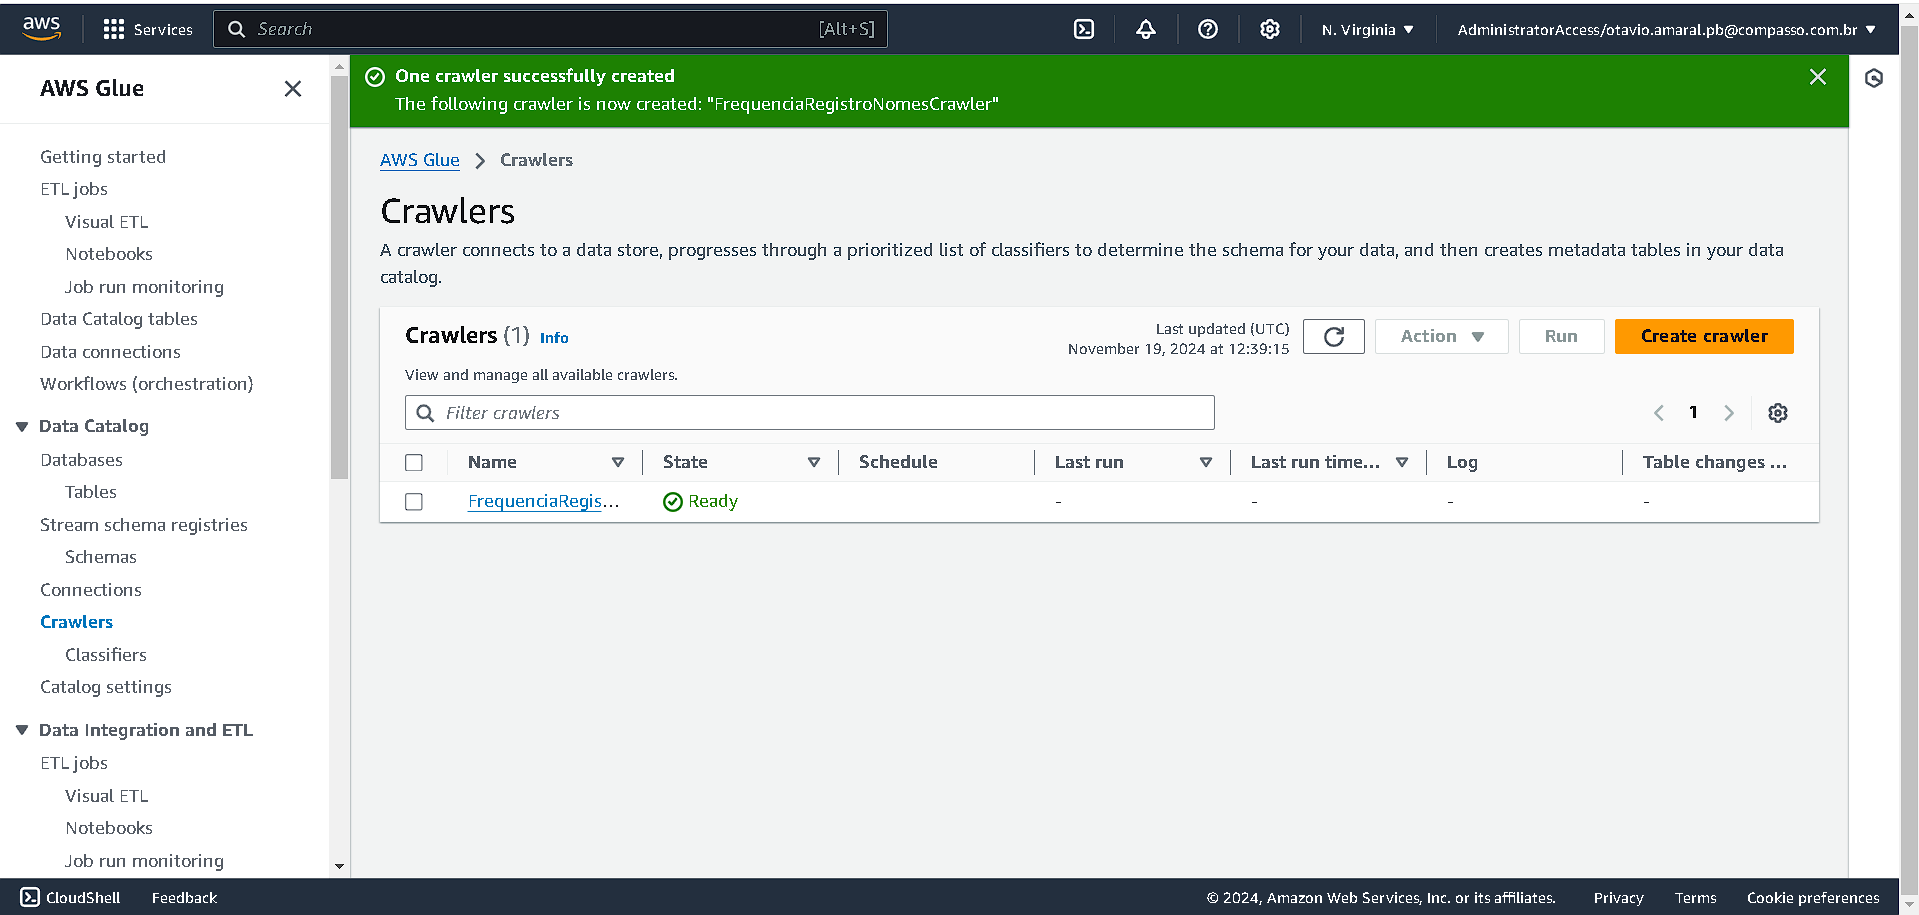 aws
Services
Search
[Alt+S]
N. Virginia
AdministratorAccess/otavio.amaral.pb@compasso.com.br
AWS Glue
Getting started
ETL jobs
Visual ETL
Notebooks
Job run monitoring
Data Catalog tables
Data connections
Workflows (orchestration)
Data Catalog
Databases
Tables
Stream schema registries
Schemas
Connections
Crawlers
Classifiers
Catalog settings
Data Integration and ETL
ETL jobs
Visual ETL
Notebooks
Job run monitoring
One crawler successfully created
The following crawler is now created: "FrequenciaRegistroNomesCrawler"
AWS Glue > Crawlers
Crawlers
A crawler connects to a data store, progresses through a prioritized list of classifiers to determine the schema for your data, and then creates metadata tables in your data
catalog.
Crawlers (1) Info
Last updated (UTC)
November 19, 2024 at 12:39:15
Action
Run
Create crawler
View and manage all available crawlers.
Filter crawlers
1
Name State Schedule Last run Last run time... Log Table changes ...
FrequenciaRegis... Ready - - - -
CloudShell Feedback © 2024, Amazon Web Services, Inc. or its affiliates. Privacy Terms Cookie preferences